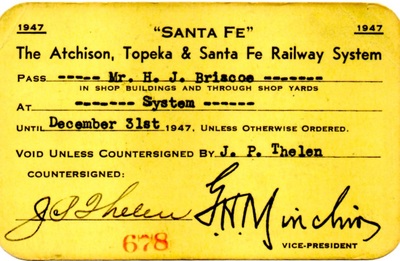 1947 "SANTA FE" 1947
The Atchison, Topeka & Santa Fe Railway System
PASS ----- Mr. H. J. Briscoe -------
IN SHOP BUILDINGS AND THROUGH SHOP YARDS
AT ------- System ------
UNTIL December 31st 1947, UNLESS OTHERWISE ORDERED.
VOID UNLESS COUNTERSIGNED BY J. P. Thelen
COUNTERSIGNED:
J P Thelen G H Minchin
678
VICE-PRESIDENT